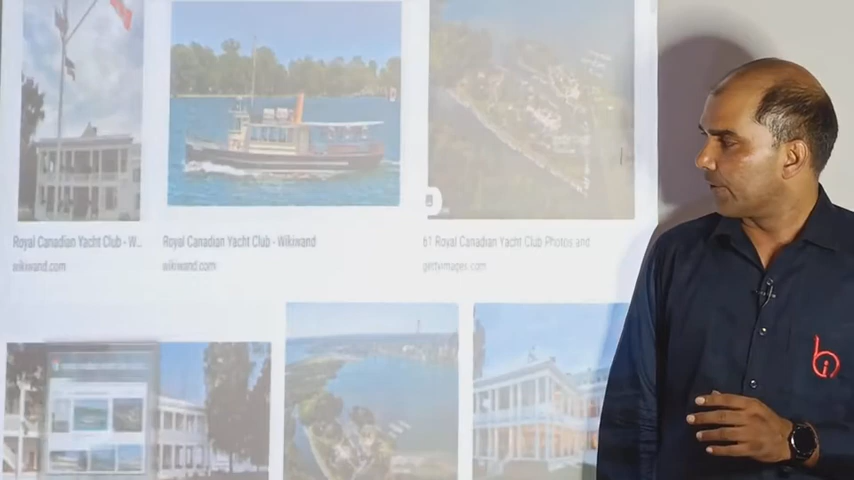 Royal Canadian Yacht Club - W...
wikiwand.com
Royal Canadian Yacht Club - Wikiwand
wikiwand.com
61 Royal Canadian Yacht Club Photos and
gettyimages.com
bi